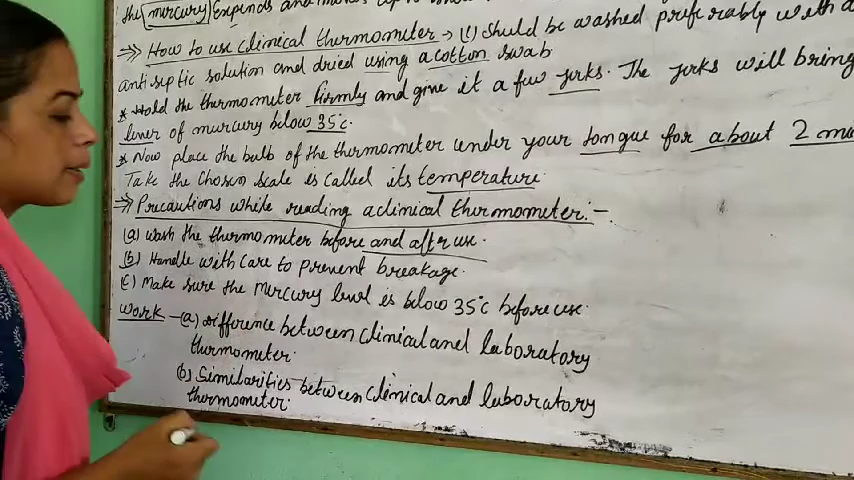 the mercury expends and
⇒ How to use clinical thermometer → (i) Should be washed preferably with a
antiseptic solution and dried using a cotton swab
* Hold the thermometer firmly and give it a few jerks. The jerks will bring
lever of murcury below 35°c.
* Now place the bulb of the thermometer under your tongue for about 2 min
Take the chosen scale is called its temperature.
⇒ Precautions while reading a clinical thermometer:-
(a) wash the thermometer before and after use.
(b) Handle with care to prevent breakage.
(c) Make sure the Mercury level is below 35°c before use.
work - (a) Difference between clinical and laboratory
thermometer.
(b) Similarities between clinical and laboratory
thermometer.